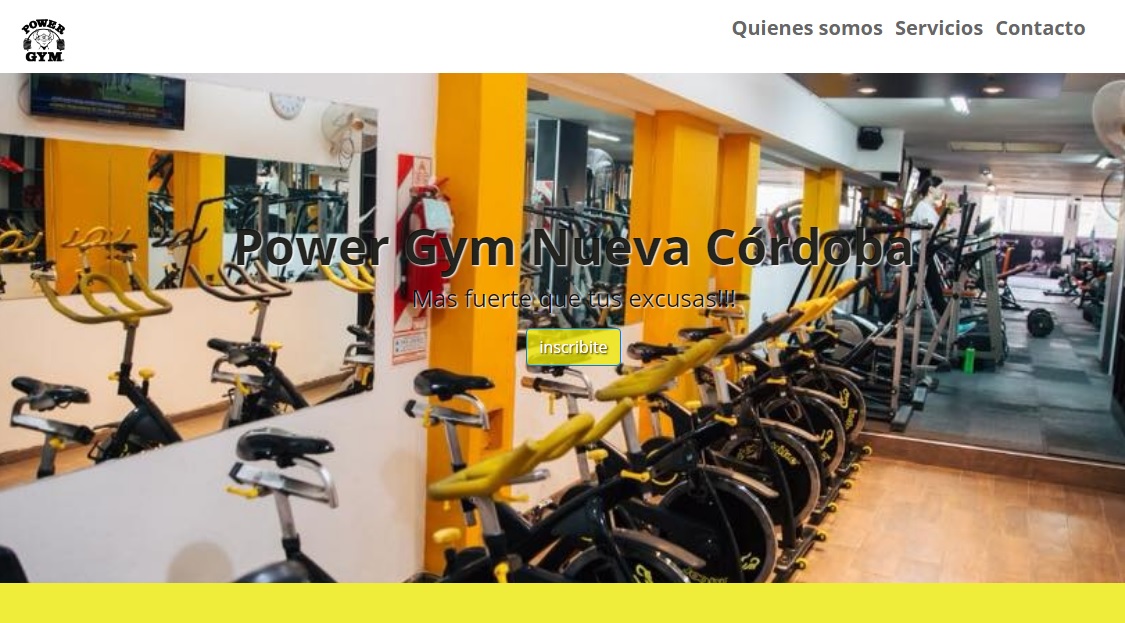 POWER
GYM
Quienes somos Servicios Contacto
Power Gym Nueva Córdoba
Mas fuerte que tus excusas!!!
inscribite